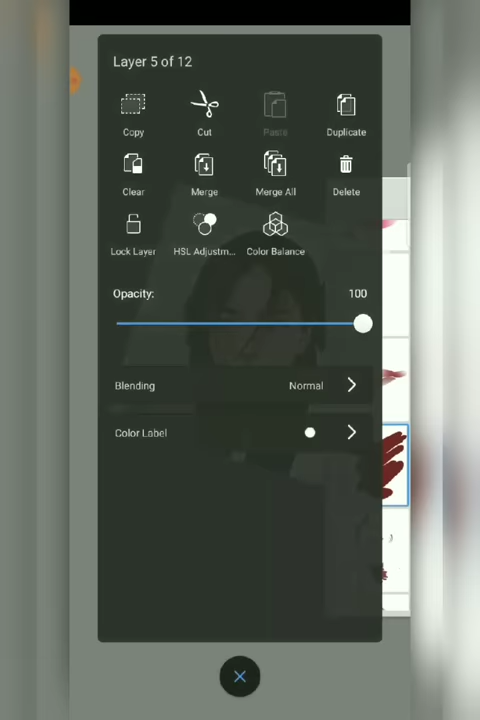 Layer 5 of 12
Copy Cut Paste Duplicate
Clear Merge Merge All Delete
Lock Layer HSL Adjustm... Color Balance
Opacity: 100
Blending Normal
Color Label